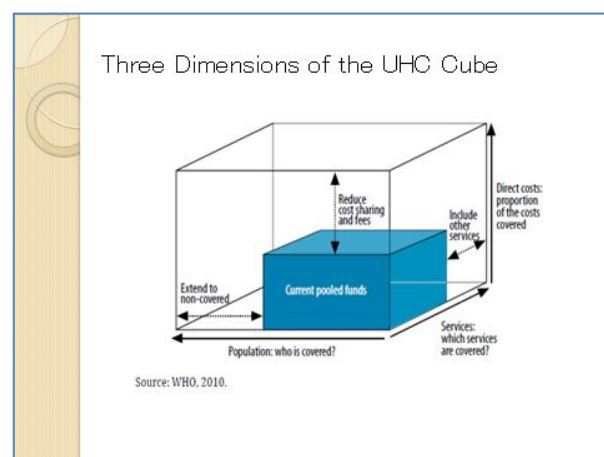 Three Dimensions of the UHC Cube
Reduce
cost sharing
and fees
Include
other
services
Direct costs:
proportion
of the costs
covered
Extend to
non-covered
Current pooled funds
Population: who is covered?
Services:
which services
are covered?
Source: WHO, 2010.